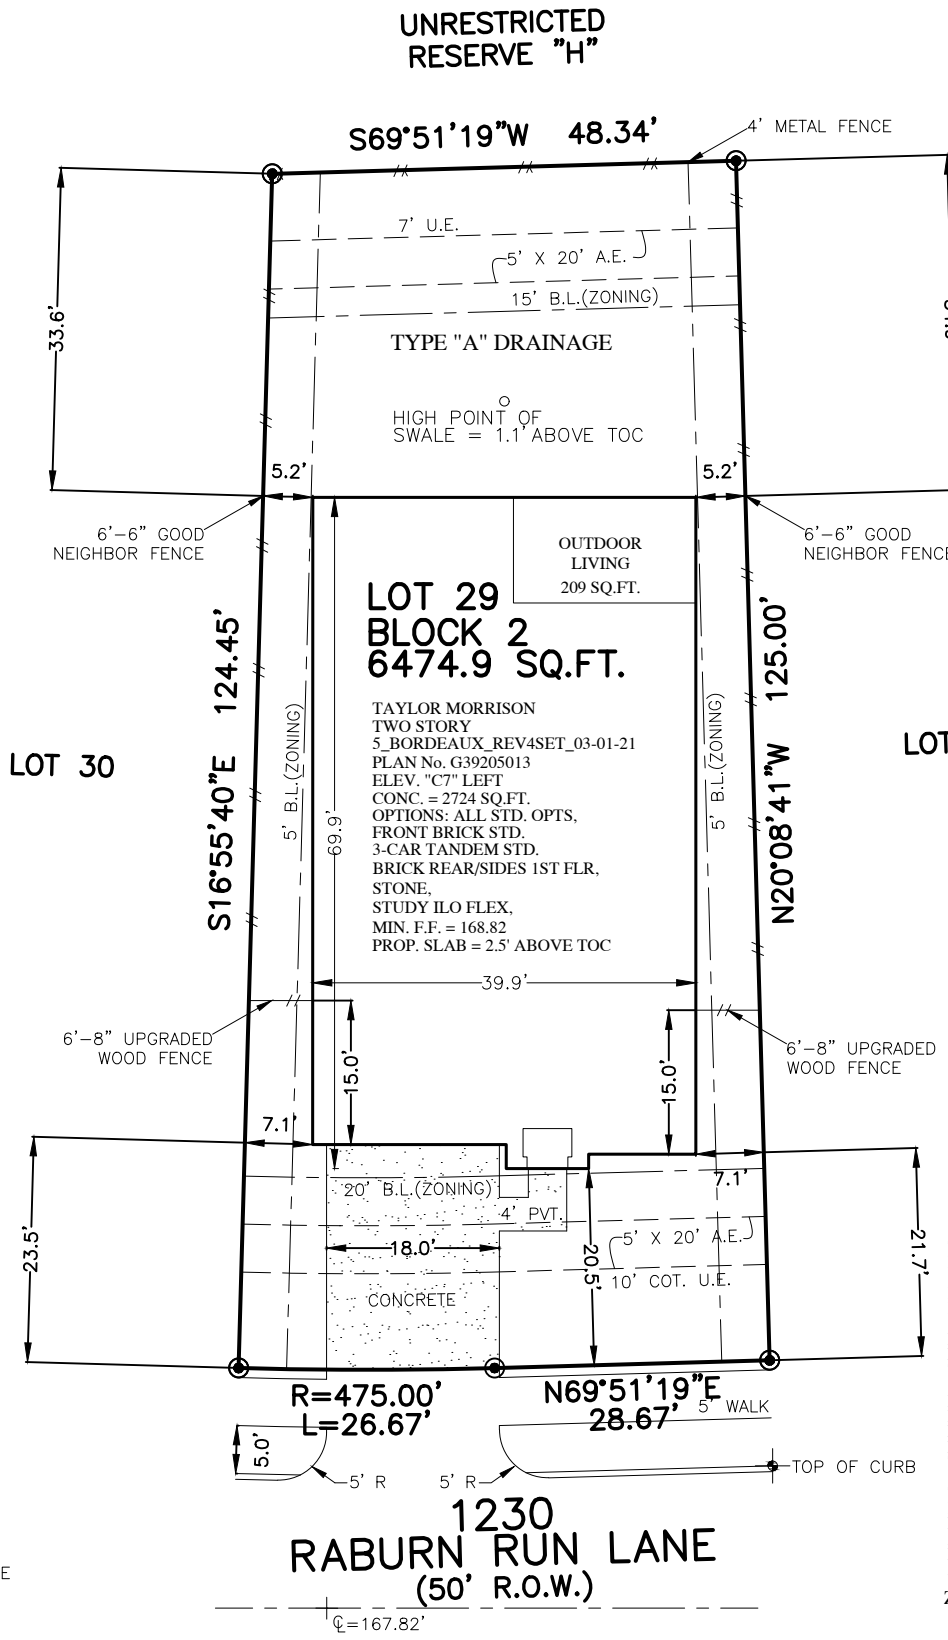 UNRESTRICTED
RESERVE "H"
S69°51'19"W 48.34'
4' METAL FENCE
7' U.E.
5' X 20' A.E.
15' B.L.(ZONING)
33.6'
TYPE "A" DRAINAGE
HIGH POINT OF
SWALE = 1.1' ABOVE TOC
5.2'
5.2'
6'-6" GOOD
NEIGHBOR FENCE
6'-6" GOOD
NEIGHBOR FENCE
OUTDOOR
LIVING
209 SQ.FT.
LOT 29
BLOCK 2
6474.9 SQ.FT.
S16°55'40"E 124.45'
N20°08'41"W 125.00'
5' B.L.(ZONING)
5' B.L.(ZONING)
TAYLOR MORRISON
TWO STORY
5_BORDEAUX_REV4SET_03-01-21
PLAN No. G39205013
ELEV. "C7" LEFT
CONC. = 2724 SQ.FT.
OPTIONS: ALL STD. OPTS,
FRONT BRICK STD.
3-CAR TANDEM STD.
BRICK REAR/SIDES 1ST FLR,
STONE,
STUDY ILO FLEX,
MIN. F.F. = 168.82
PROP. SLAB = 2.5' ABOVE TOC
LOT 30
LOT
69.9'
39.9'
6'-8" UPGRADED
WOOD FENCE
6'-8" UPGRADED
WOOD FENCE
15.0'
15.0'
7.1'
7.1'
20' B.L.(ZONING)
4' PVT.
23.5'
18.0'
20.5'
5' X 20' A.E.
10' COT. U.E.
21.7'
CONCRETE
R=475.00'
L=26.67'
N69°51'19"E
28.67'
5' WALK
5.0'
5' R
5' R
TOP OF CURB
1230
RABURN RUN LANE
(50' R.O.W.)
E
℄=167.82'